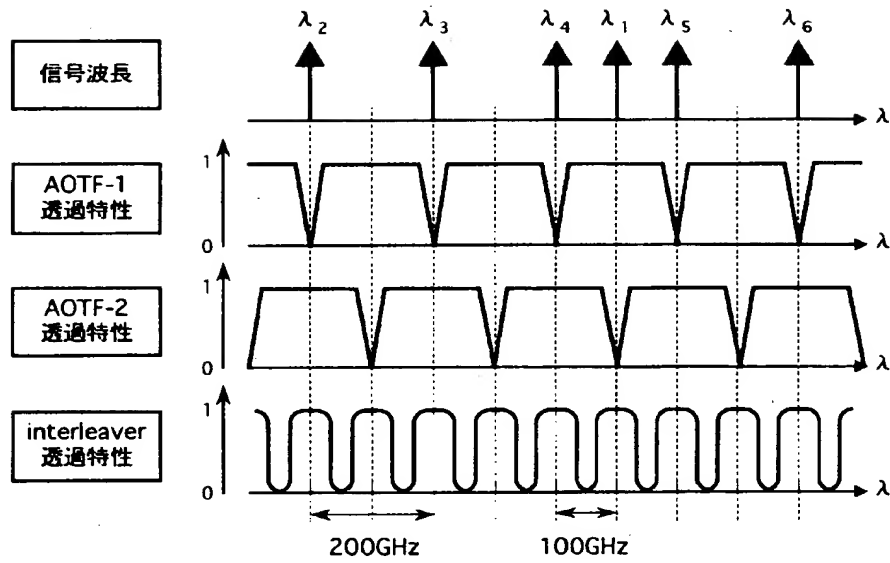 λ2 λ3 λ4 λ1 λ5 λ6
信号波長
λ
AOTF-1
透過特性
1
0
λ
AOTF-2
透過特性
1
0
λ
interleaver
透過特性
1
0
λ
200GHz 100GHz